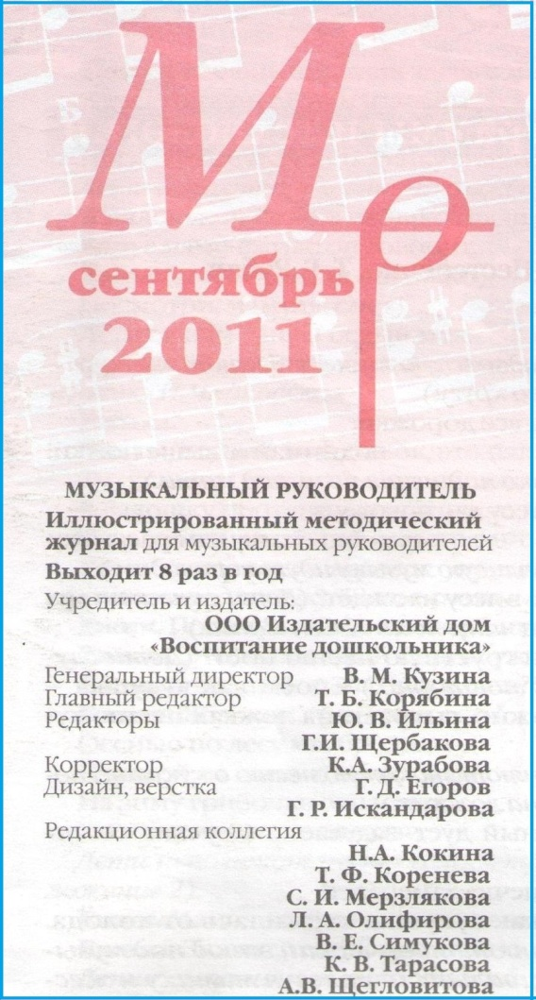 Мр
сентябрь
2011
МУЗЫКАЛЬНЫЙ РУКОВОДИТЕЛЬ
Иллюстрированный методический
журнал для музыкальных руководителей
Выходит 8 раз в год
Учредитель и издатель:
ООО Издательский дом
«Воспитание дошкольника»
Генеральный директор В. М. Кузина
Главный редактор Т. Б. Корябина
Редакторы Ю. В. Ильина
Г.И. Щербакова
Корректор К.А. Зурабова
Дизайн, верстка Г. Д. Егоров
Г. Р. Искандарова
Редакционная коллегия
Н.А. Кокина
Т. Ф. Коренева
С. И. Мерзлякова
Л. А. Олифирова
В. Е. Симукова
К. В. Тарасова
А.В. Щегловитова